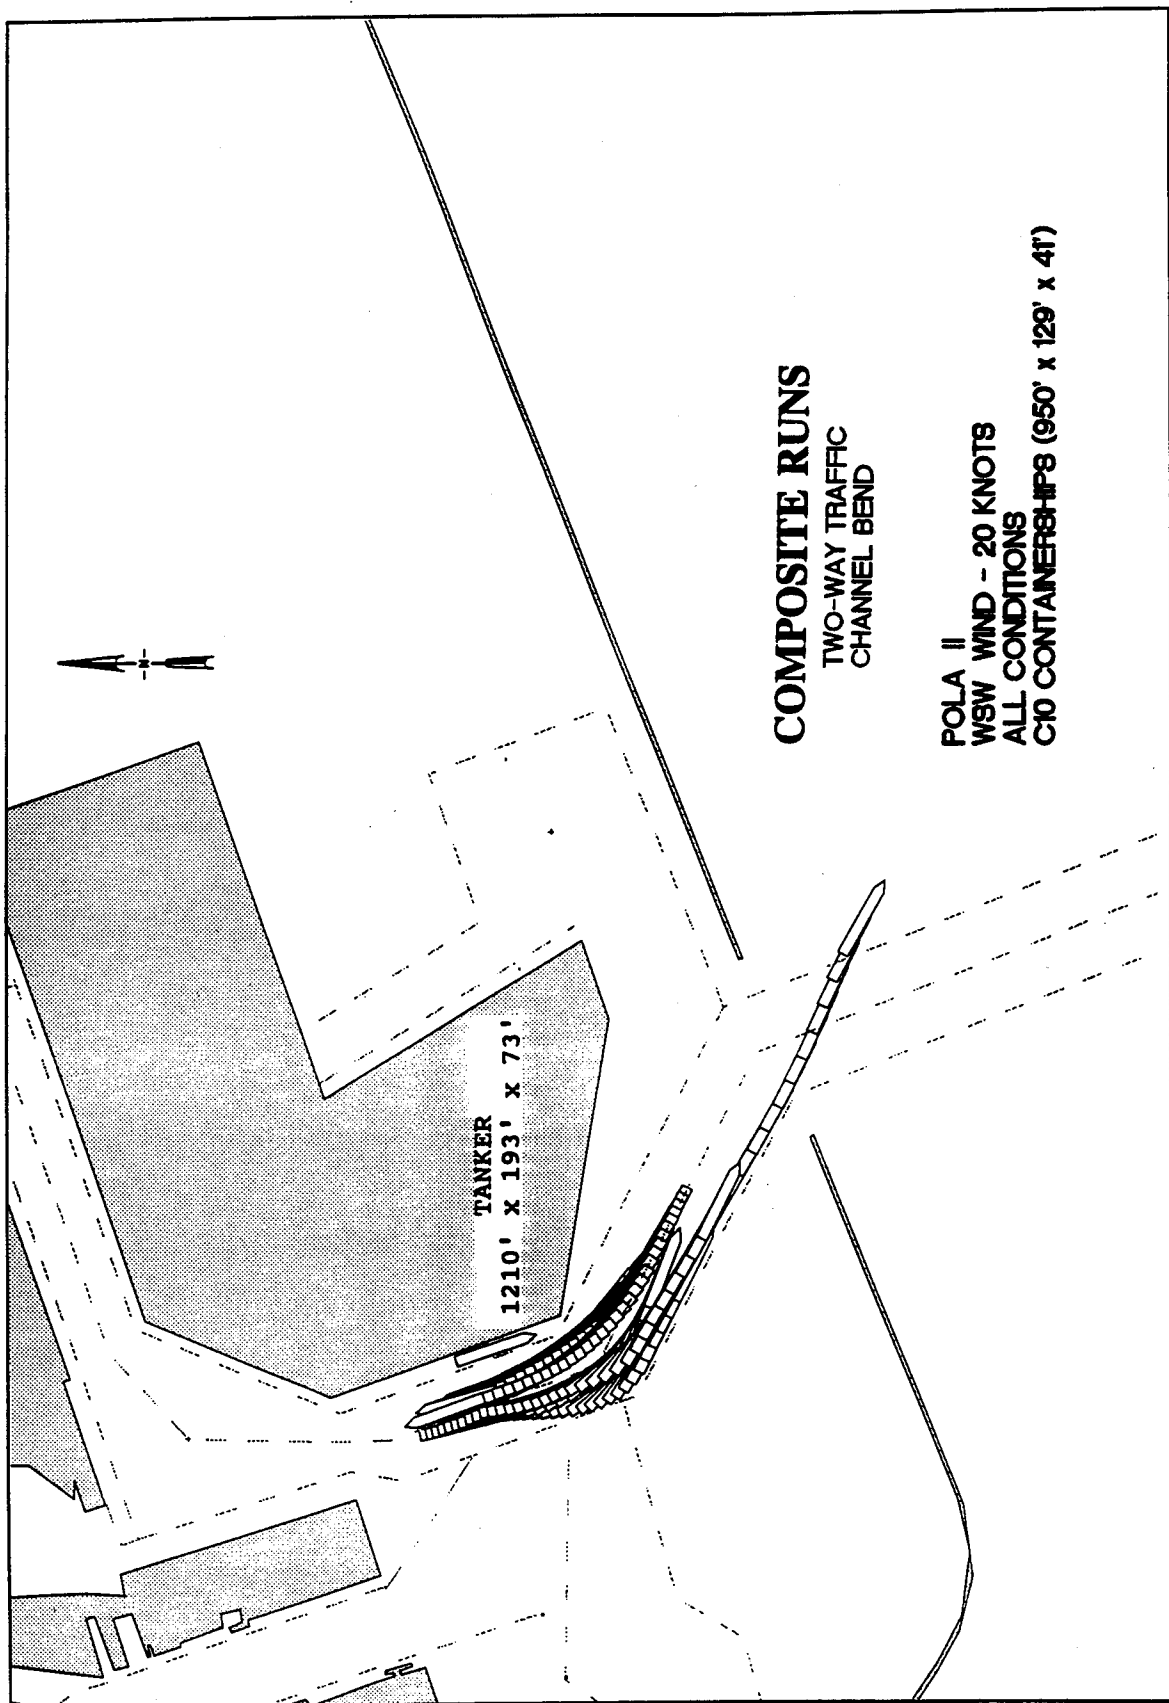 TANKER
1210' x 193' x 73'
COMPOSITE RUNS
TWO-WAY TRAFFIC
CHANNEL BEND
POLA II
WSW WIND - 20 KNOTS
ALL CONDITIONS
C10 CONTAINERSHIPS (950' x 129' x 41')
N